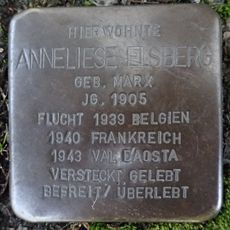 HIER WOHNTE
ANNELIESE ELSBERG
GEB. MARX
JG. 1905
FLUCHT 1939 BELGIEN
1940 FRANKREICH
1943 VAL D'AOSTA
VERSTECKT GELEBT
BEFREIT / ÜBERLEBT